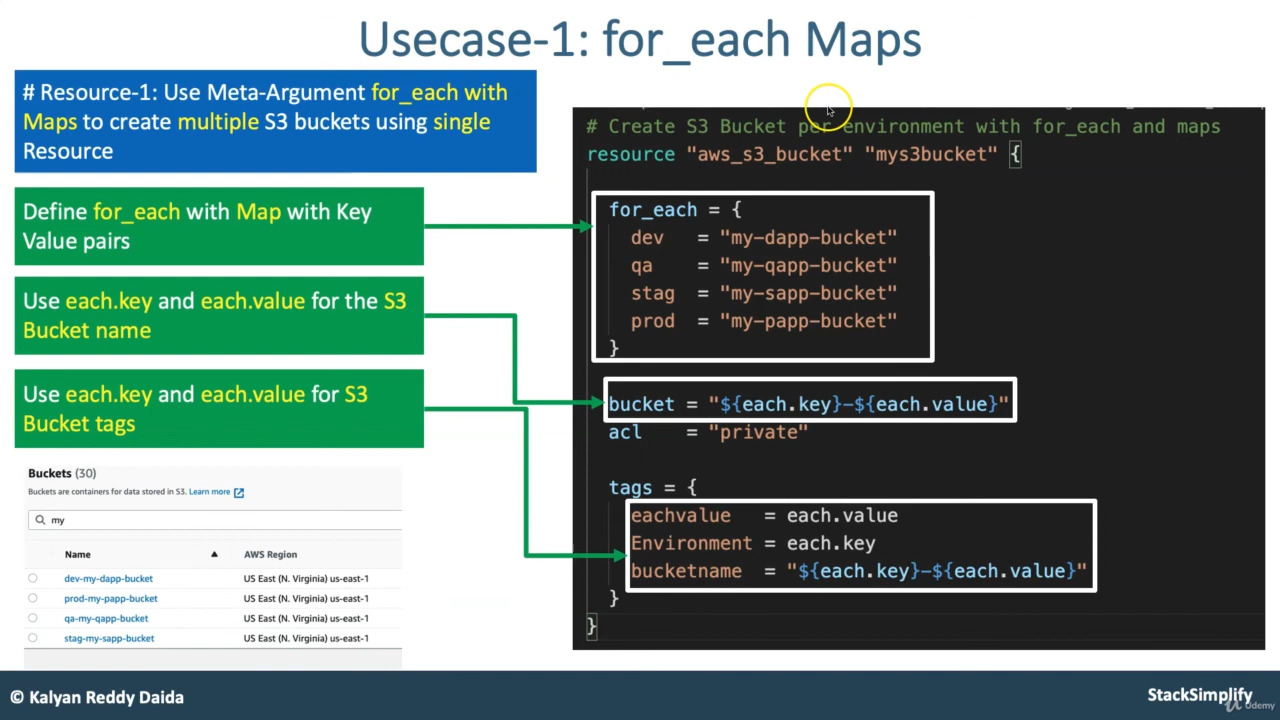 Usecase-1: for_each Maps
# Resource-1: Use Meta-Argument for_each with
Maps to create multiple S3 buckets using single
Resource
Define for_each with Map with Key
Value pairs
Use each.key and each.value for the S3
Bucket name
Use each.key and each.value for S3
Bucket tags
Buckets (30)
Buckets are containers for data stored in S3. Learn more
my
Name AWS Region
dev-my-dapp-bucket US East (N. Virginia) us-east-1
prod-my-papp-bucket US East (N. Virginia) us-east-1
qa-my-qapp-bucket US East (N. Virginia) us-east-1
stag-my-sapp-bucket US East (N. Virginia) us-east-1
# Create S3 Bucket per environment with for_each and maps
resource "aws_s3_bucket" "mys3bucket" {
for_each = {
dev = "my-dapp-bucket"
qa = "my-qapp-bucket"
stag = "my-sapp-bucket"
prod = "my-papp-bucket"
}
bucket = "${each.key}-${each.value}"
acl = "private"
tags = {
eachvalue = each.value
Environment = each.key
bucketname = "${each.key}-${each.value}"
}
}
© Kalyan Reddy Daida
StackSimplify
Udemy